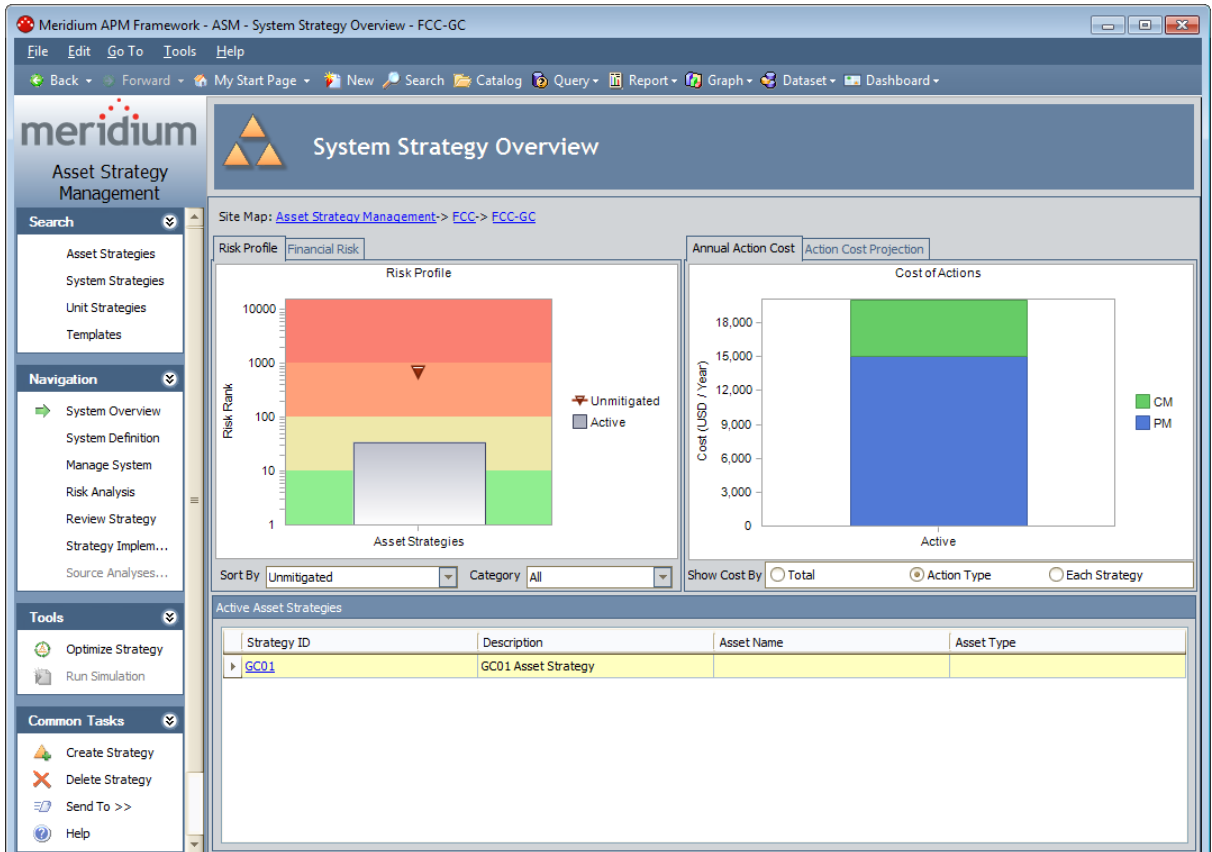 Meridium APM Framework - ASM - System Strategy Overview - FCC-GC
File Edit Go To Tools Help
Back Forward My Start Page New Search Catalog Query Report Graph Dataset Dashboard
meridium
Asset Strategy
Management
System Strategy Overview
Search
Asset Strategies
System Strategies
Unit Strategies
Templates
Navigation
System Overview
System Definition
Manage System
Risk Analysis
Review Strategy
Strategy Implem...
Source Analyses...
Tools
Optimize Strategy
Run Simulation
Common Tasks
Create Strategy
Delete Strategy
Send To >>
Help
Site Map: Asset Strategy Management-> FCC-> FCC-GC
Risk Profile Financial Risk
Risk Profile
Risk Rank
10000
1000
100
10
1
Asset Strategies
Unmitigated
Active
Sort By Unmitigated Category All
Annual Action Cost Action Cost Projection
Cost of Actions
Cost (USD / Year)
18,000
15,000
12,000
9,000
6,000
3,000
0
Active
CM
PM
Show Cost By Total Action Type Each Strategy
Active Asset Strategies
Strategy ID Description Asset Name Asset Type
GC01 GC01 Asset Strategy